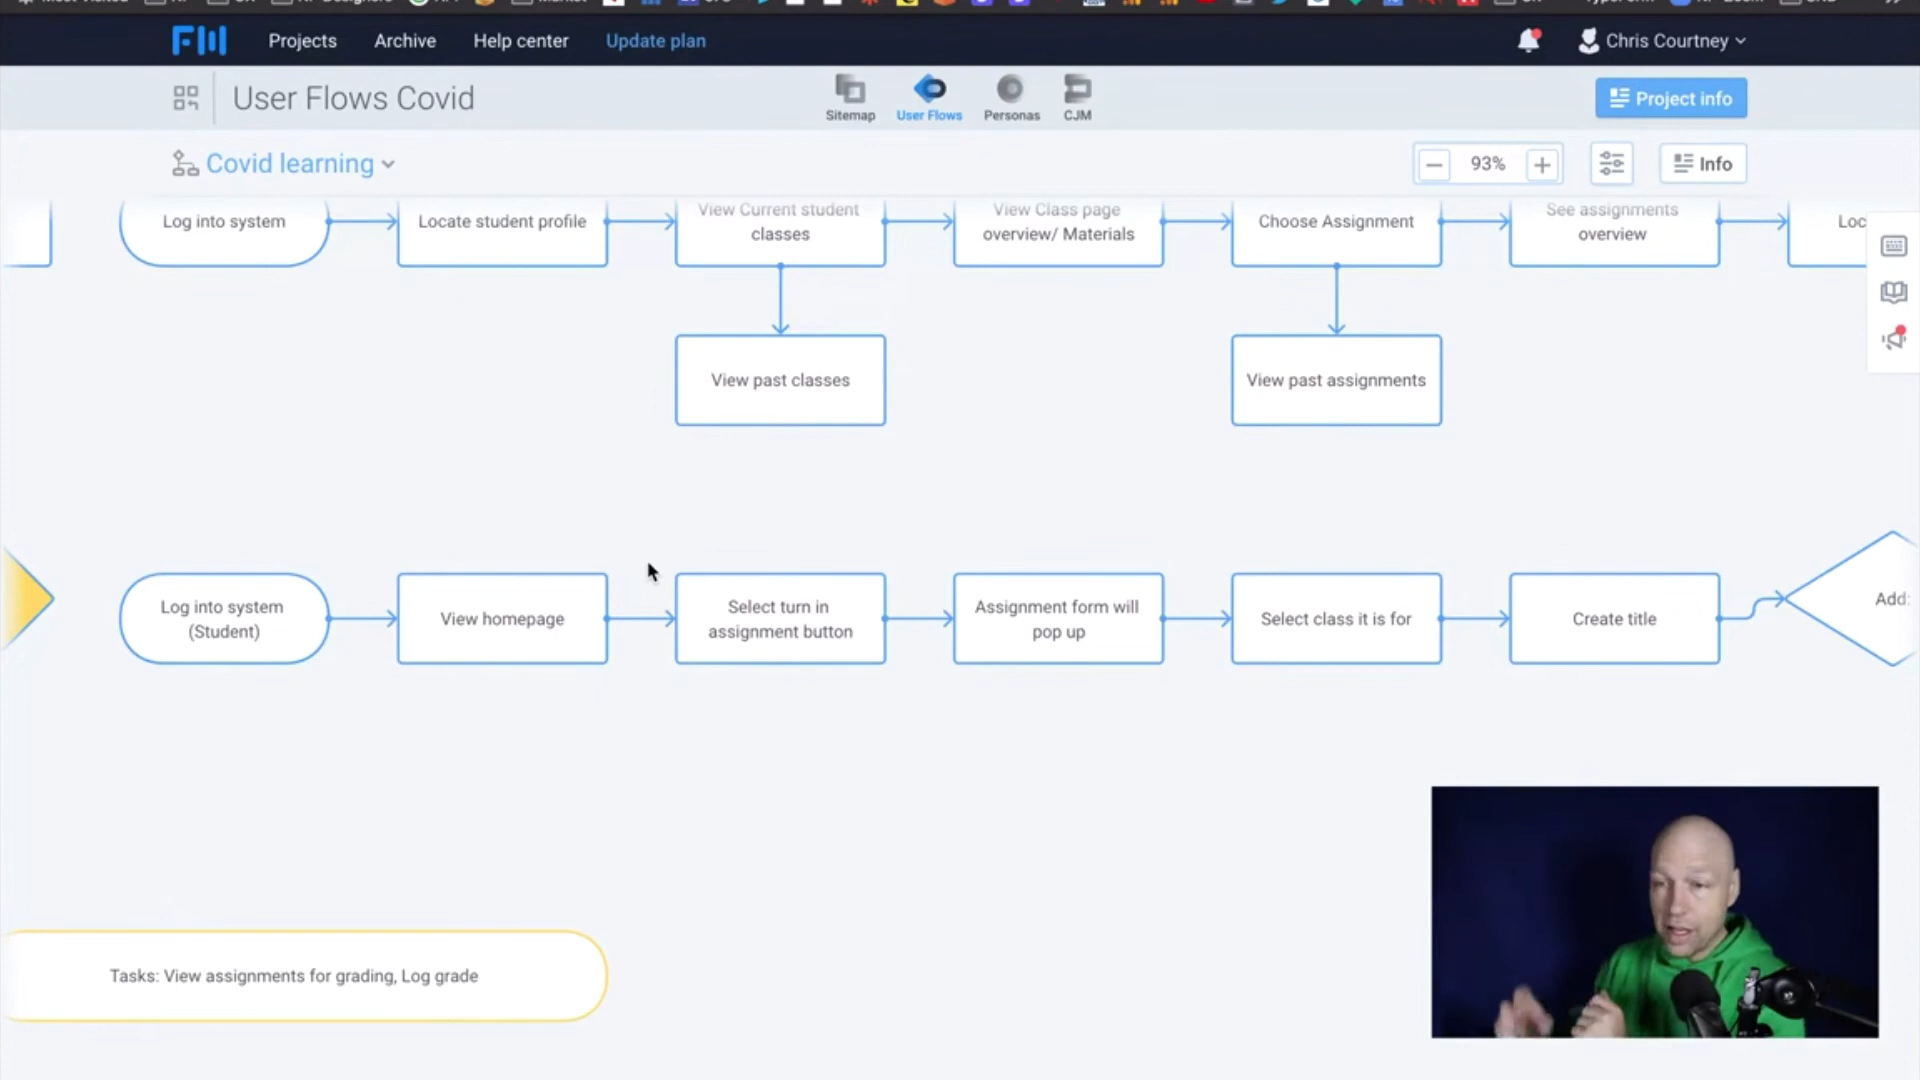 Projects
Archive
Help center
Update plan
Chris Courtney
User Flows Covid
Sitemap
User Flows
Personas
CJM
Project info
Covid learning
93%
Info
Log into system
Locate student profile
View Current student
classes
View Class page
overview/ Materials
Choose Assignment
See assignments
overview
Loc
View past classes
View past assignments
Log into system
(Student)
View homepage
Select turn in
assignment button
Assignment form will
pop up
Select class it is for
Create title
Add:
Tasks: View assignments for grading, Log grade